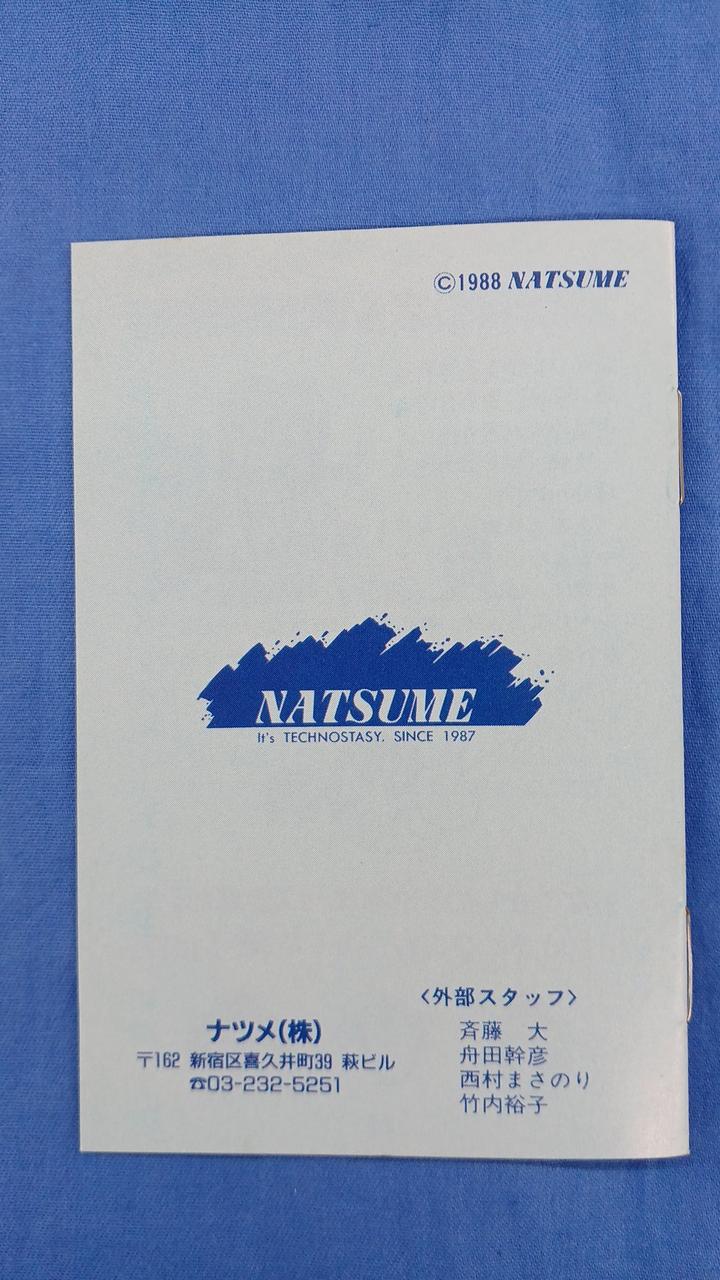 ©1988 NATSUME
NATSUME
It's TECHNOSTASY. SINCE 1987
〈外部スタッフ〉
斉藤　大
舟田幹彦
西村まさのり
竹内裕子
ナツメ(株)
〒162 新宿区喜久井町39 萩ビル
☎03-232-5251